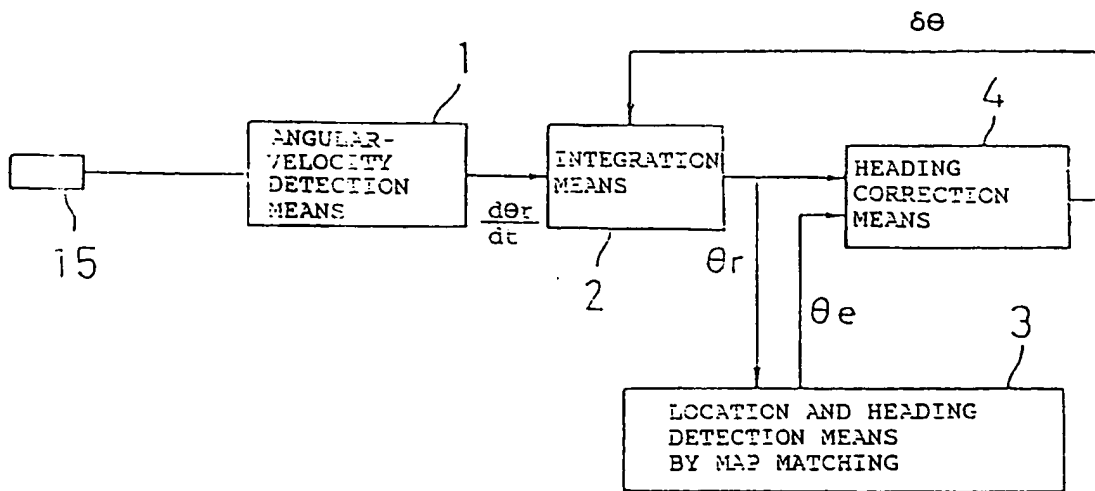 δθ
1
4
ANGULAR-
VELOCITY
DETECTION
MEANS
INTEGRATION
MEANS
HEADING
CORRECTION
MEANS
15
dθr
dt
2
θr
θe
3
LOCATION AND HEADING
DETECTION MEANS
BY MAP MATCHING